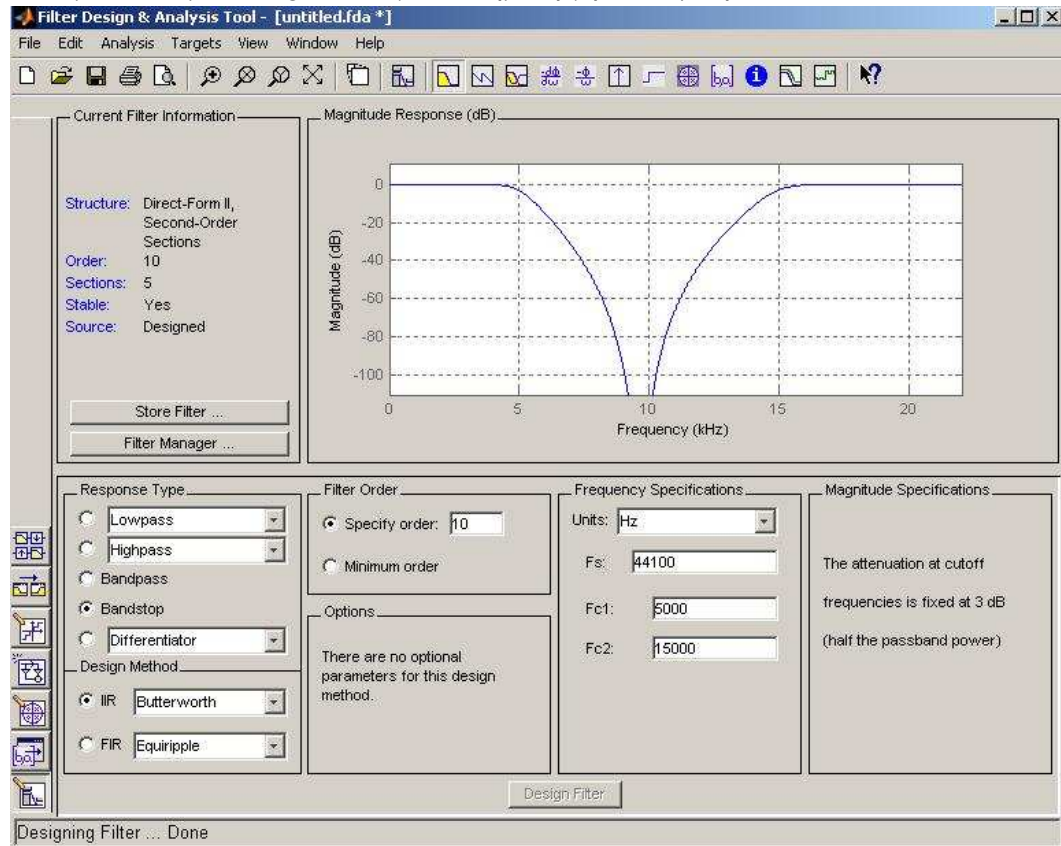 Filter Design & Analysis Tool - [untitled.fda *]
File Edit Analysis Targets View Window Help
Current Filter Information
Structure: Direct-Form II,
Second-Order
Sections
Order: 10
Sections: 5
Stable: Yes
Source: Designed
Store Filter ...
Filter Manager ...
Magnitude Response (dB)
0
-20
-40
-60
-80
-100
Magnitude (dB)
0 5 10 15 20
Frequency (kHz)
Response Type
Lowpass
Highpass
Bandpass
Bandstop
Differentiator
Design Method
IIR Butterworth
FIR Equiripple
Filter Order
Specify order: 10
Minimum order
Options
There are no optional
parameters for this design
method.
Frequency Specifications
Units: Hz
Fs: 44100
Fc1: 5000
Fc2: 15000
Magnitude Specifications
The attenuation at cutoff
frequencies is fixed at 3 dB
(half the passband power)
Design Filter
Designing Filter ... Done